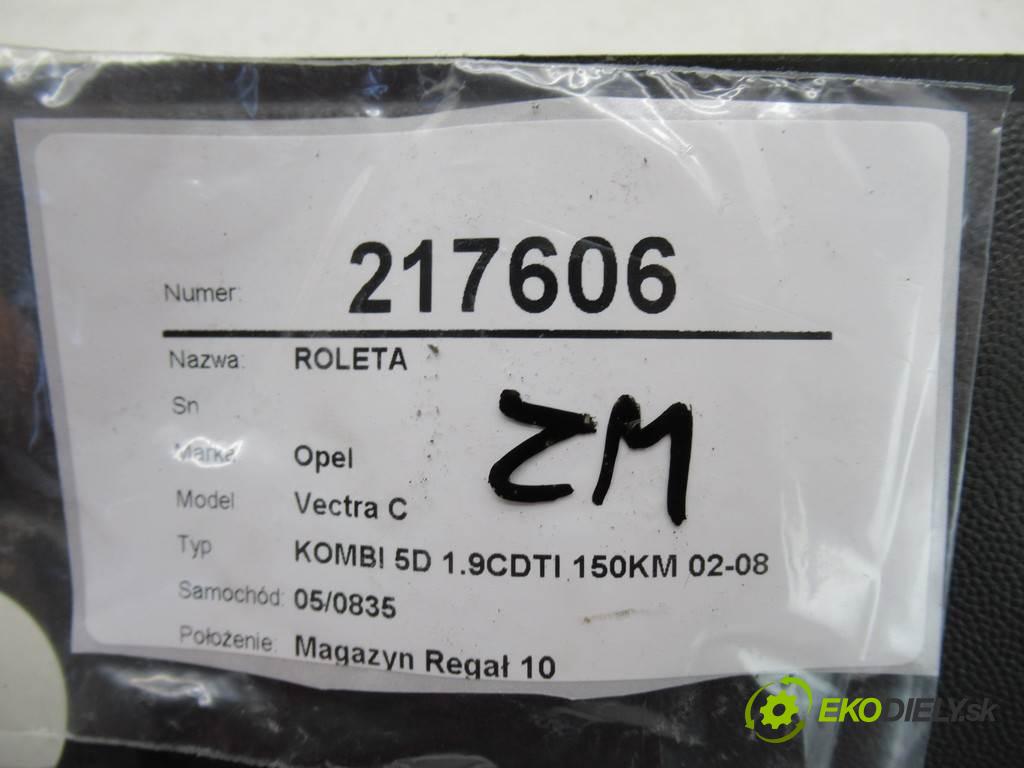 Numer: 217606
Nazwa: ROLETA
Sn
Marka Opel
ZM
Model Vectra C
Typ KOMBI 5D 1.9CDTI 150KM 02-08
Samochód: 05/0835
Położenie: Magazyn Regał 10
EKODIELY.sk